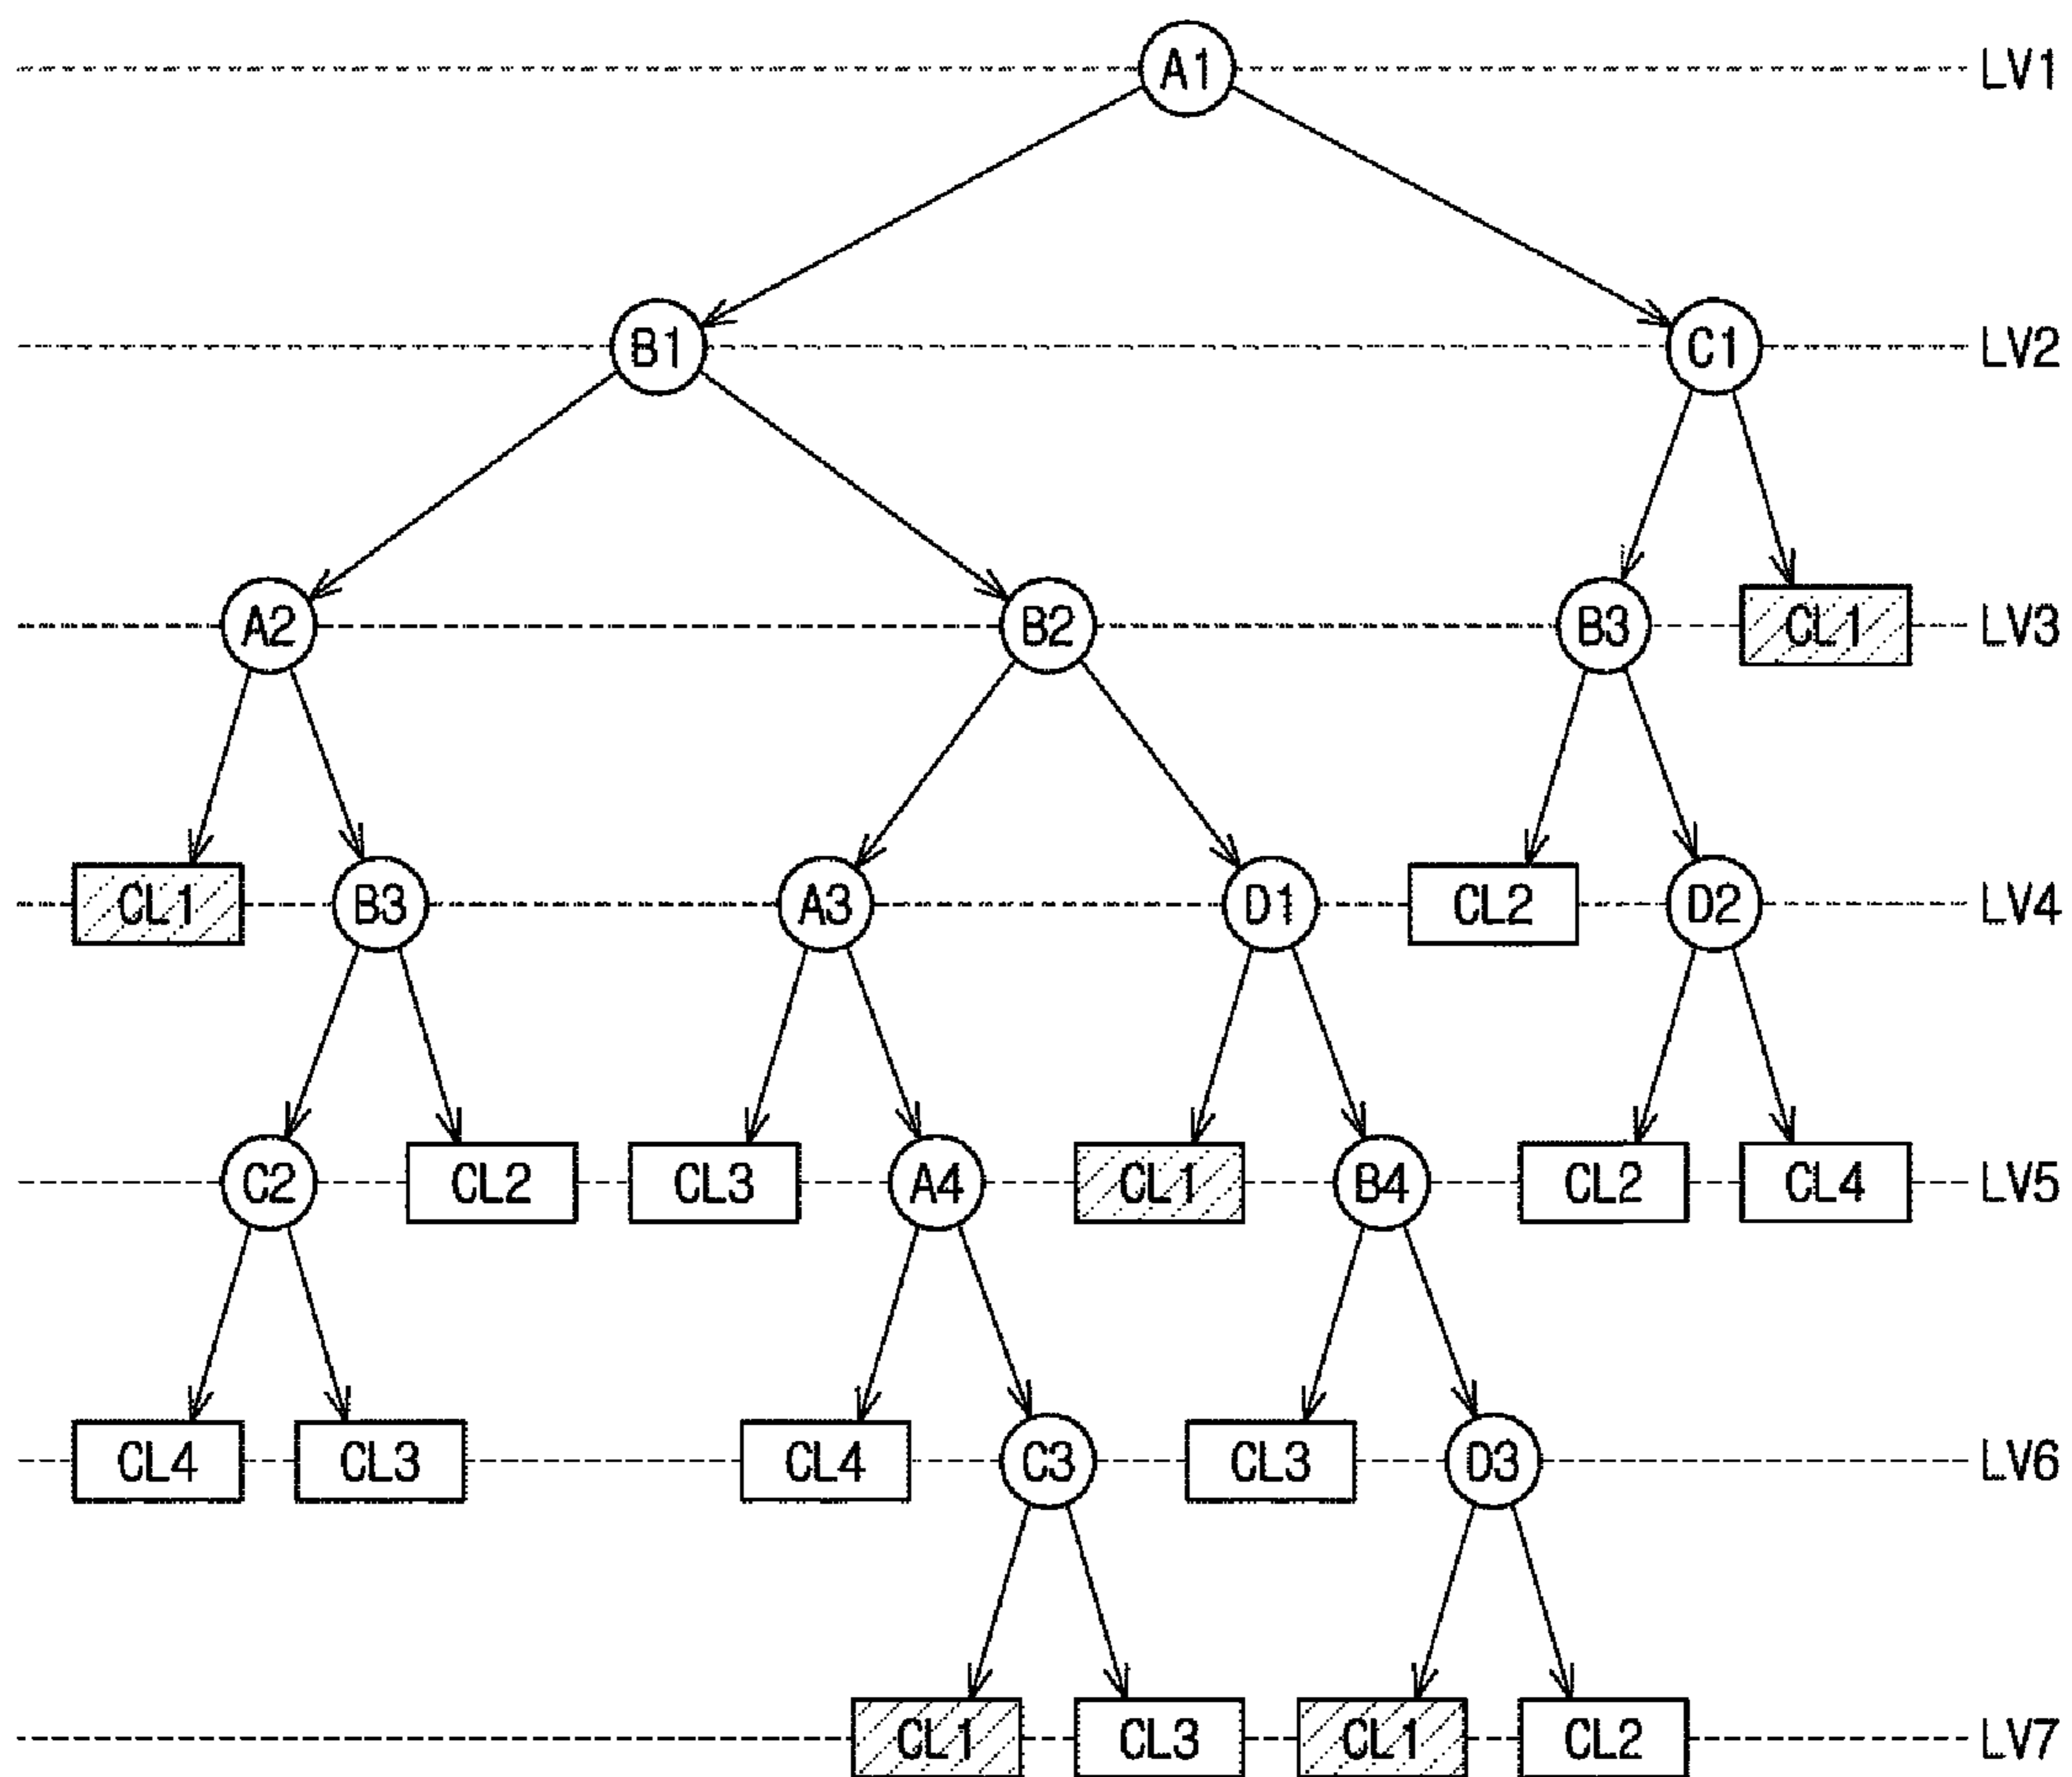 A1 LV1
B1 C1 LV2
A2 B2 B3 CL1 LV3
CL1 B3 A3 D1 CL2 D2 LV4
C2 CL2 CL3 A4 CL1 B4 CL2 CL4 LV5
CL4 CL3 CL4 C3 CL3 D3 LV6
CL1 CL3 CL1 CL2 LV7